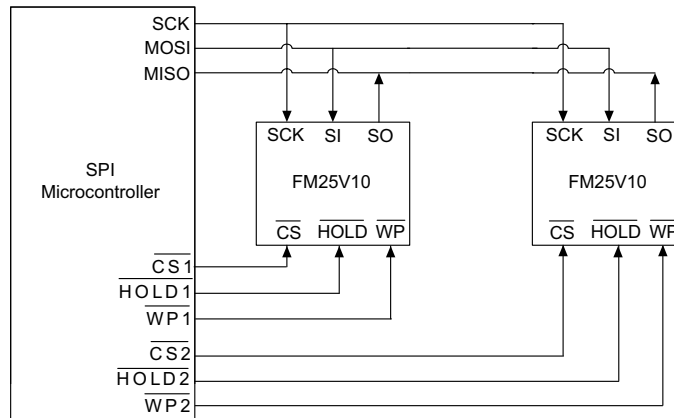 SCK
MOSI
MISO
SPI
Microcontroller
CS1
HOLD1
WP1
CS2
HOLD2
WP2
SCK SI SO
FM25V10
CS HOLD WP
SCK SI SO
FM25V10
CS HOLD WP